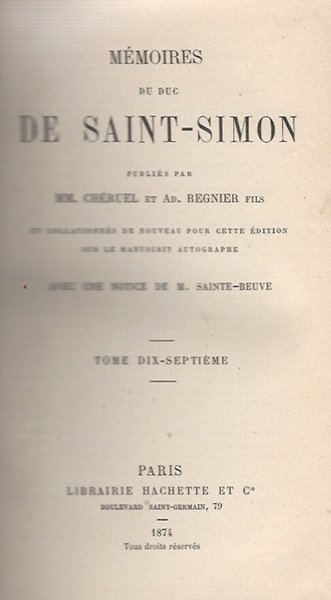 MÉMOIRES
DU DUC
DE SAINT-SIMON
PUBLIÉS PAR
MM. CHÉRUEL ET AD. REGNIER FILS
ET COLLATIONNÉS DE NOUVEAU POUR CETTE ÉDITION
SUR LE MANUSCRIT AUTOGRAPHE
AVEC UNE NOTICE DE M. SAINTE-BEUVE
TOME DIX-SEPTIÈME
PARIS
LIBRAIRIE HACHETTE ET Cie
BOULEVARD SAINT-GERMAIN, 79
1874
Tous droits réservés